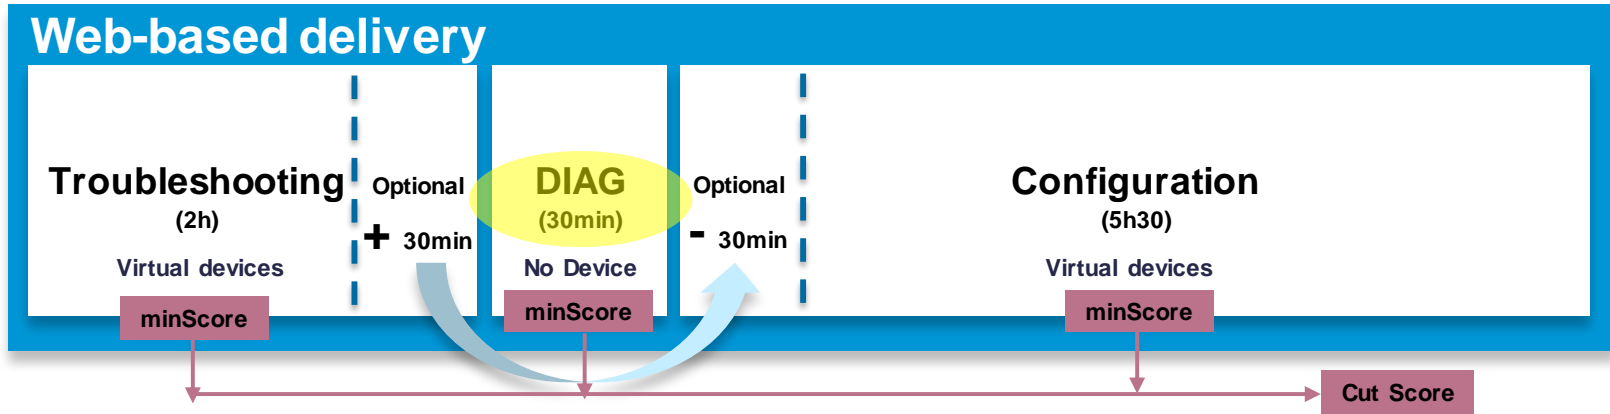 Web-based delivery
Troubleshooting
(2h)
Virtual devices
minScore
Optional
+ 30min
DIAG
(30min)
No Device
minScore
Optional
- 30min
Configuration
(5h30)
Virtual devices
minScore
Cut Score